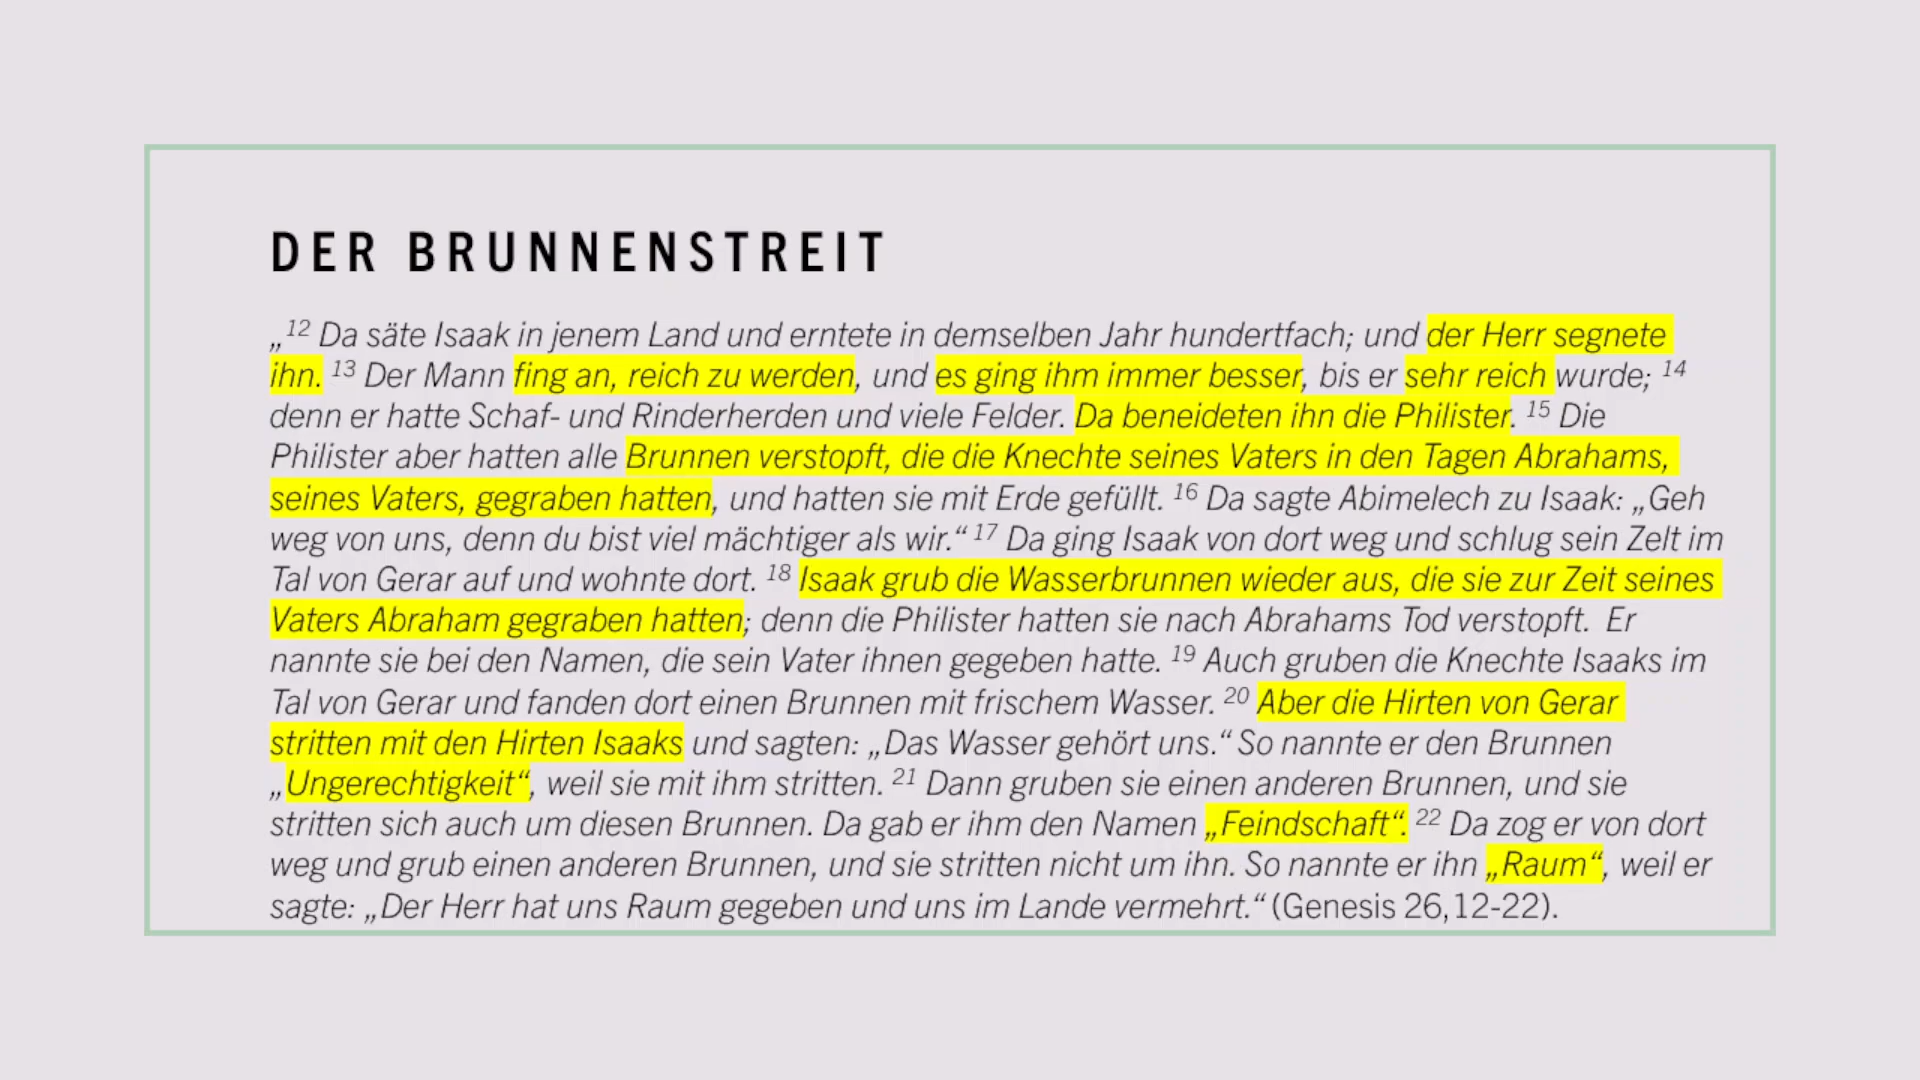 DER BRUNNENSTREIT
„¹² Da säte Isaak in jenem Land und erntete in demselben Jahr hundertfach; und der Herr segnete
ihn. ¹³ Der Mann fing an, reich zu werden, und es ging ihm immer besser, bis er sehr reich wurde; ¹⁴
denn er hatte Schaf- und Rinderherden und viele Felder. Da beneideten ihn die Philister. ¹⁵ Die
Philister aber hatten alle Brunnen verstopft, die die Knechte seines Vaters in den Tagen Abrahams,
seines Vaters, gegraben hatten, und hatten sie mit Erde gefüllt. ¹⁶ Da sagte Abimelech zu Isaak: „Geh
weg von uns, denn du bist viel mächtiger als wir.“ ¹⁷ Da ging Isaak von dort weg und schlug sein Zelt im
Tal von Gerar auf und wohnte dort. ¹⁸ Isaak grub die Wasserbrunnen wieder aus, die sie zur Zeit seines
Vaters Abraham gegraben hatten; denn die Philister hatten sie nach Abrahams Tod verstopft. Er
nannte sie bei den Namen, die sein Vater ihnen gegeben hatte. ¹⁹ Auch gruben die Knechte Isaaks im
Tal von Gerar und fanden dort einen Brunnen mit frischem Wasser. ²⁰ Aber die Hirten von Gerar
stritten mit den Hirten Isaaks und sagten: „Das Wasser gehört uns.“ So nannte er den Brunnen
„Ungerechtigkeit“, weil sie mit ihm stritten. ²¹ Dann gruben sie einen anderen Brunnen, und sie
stritten sich auch um diesen Brunnen. Da gab er ihm den Namen „Feindschaft“. ²² Da zog er von dort
weg und grub einen anderen Brunnen, und sie stritten nicht um ihn. So nannte er ihn „Raum“, weil er
sagte: „Der Herr hat uns Raum gegeben und uns im Lande vermehrt.“ (Genesis 26,12-22).